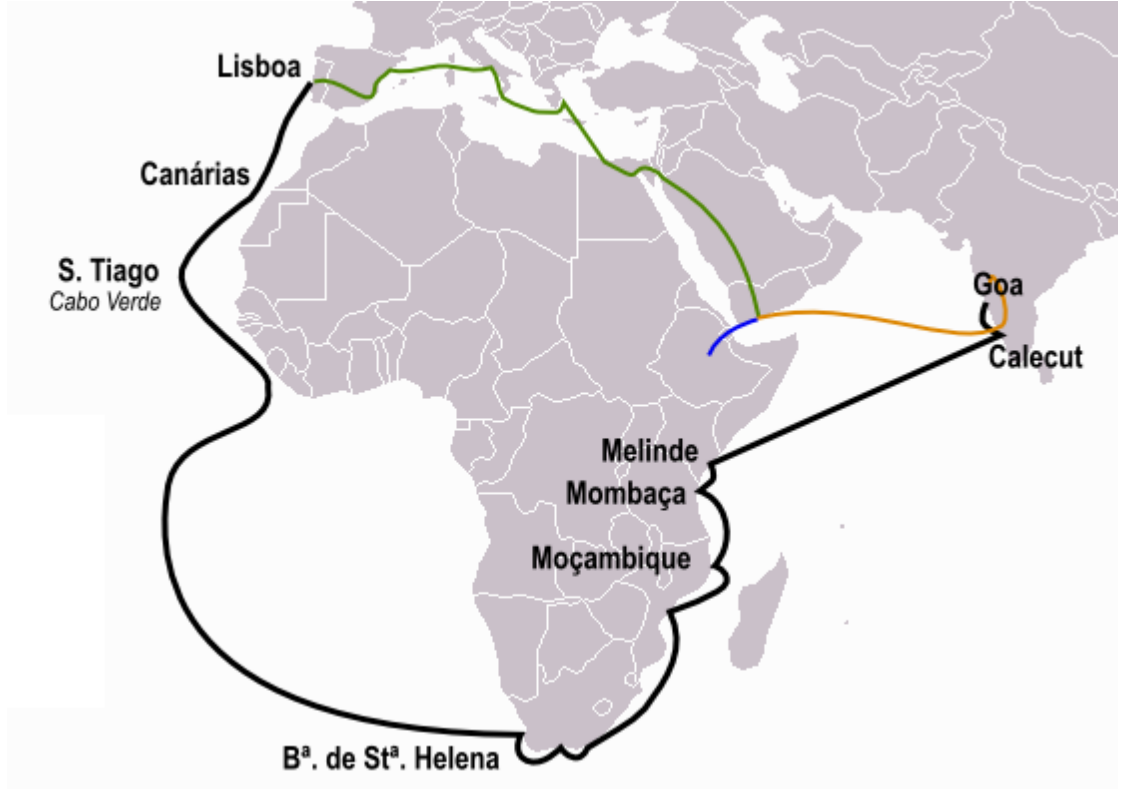 Lisboa
Canárias
S. Tiago
Cabo Verde
Goa
Calecut
Melinde
Mombaça
Moçambique
Bª. de Stª. Helena